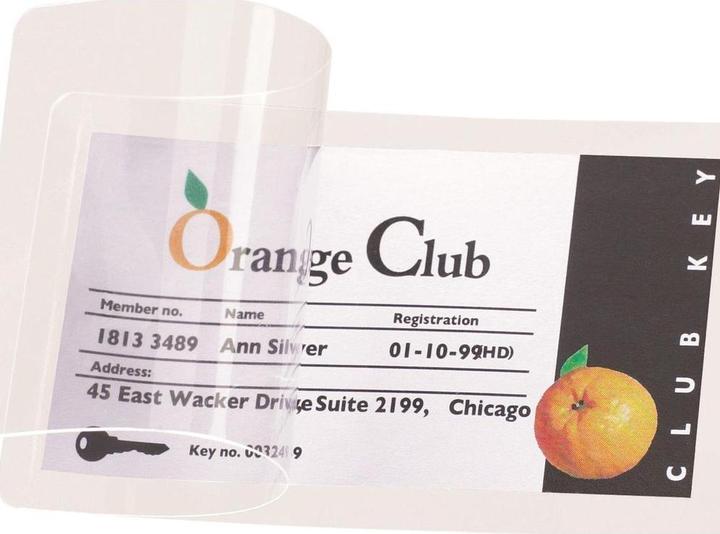 Orange Club
Member no. Name Registration
1813 3489 Ann Silver 01-10-99(HD)
Address:
45 East Wacker Drive Suite 2199, Chicago
Key no.
CLUB KEY